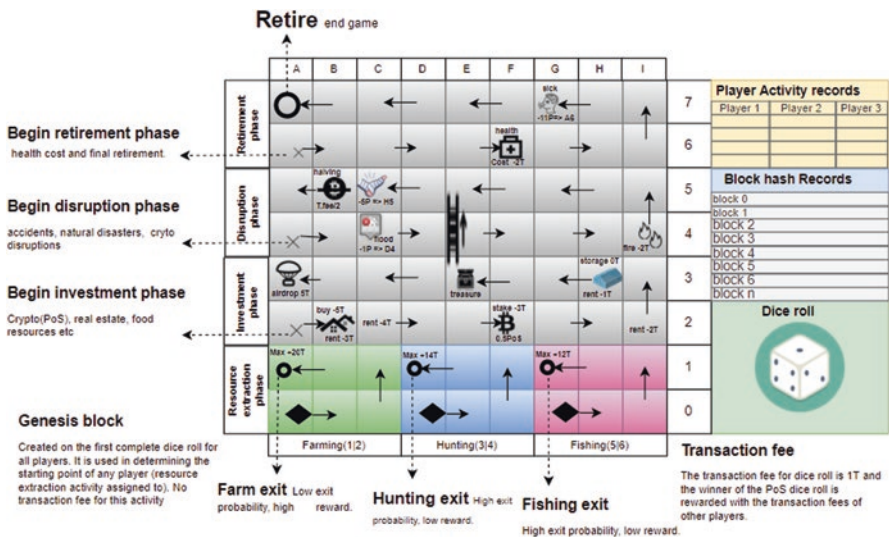 Retire end game
A B C D E F G H I
Retirement phase
sick
-11P=> A6
7
health
Cost -2T
6
Begin retirement phase
health cost and final retirement.
Disruption phase
halving
T.fee/2
-5P => H5
5
flood
-1P => D4
fire -2T
4
Begin disruption phase
accidents, natural disasters, cryto
disruptions
Investment phase
airdrop 5T
treasure
storage 0T
rent -1T
3
buy -5T
rent -3T
rent -4T
stake -3T
0.5PoS
rent -2T
2
Begin investment phase
Crypto(PoS), real estate, food
resources etc
Resource extraction phase
Max +20T
Max +14T
Max +12T
1
0
Farming(1|2) Hunting(3|4) Fishing(5|6)
Player Activity records
Player 1 Player 2 Player 3
Block hash Records
block 0
block 1
block 2
block 3
block 4
block 5
block 6
block n
Dice roll
Genesis block
Created on the first complete dice roll for
all players. It is used in determining the
starting point of any player (resource
extraction activity assigned to). No
transaction fee for this activity
Farm exit Low exit
probability, high reward.
Hunting exit High exit
probability, low reward.
Fishing exit
High exit probability, low reward.
Transaction fee
The transaction fee for dice roll is 1T and
the winner of the PoS dice roll is
rewarded with the transaction fees of
other players.